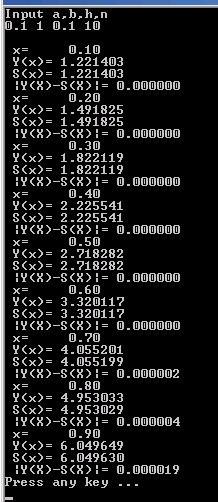 Input a,b,h,n
0.1 1 0.1 10
x= 0.10
Y(x)= 1.221403
S(x)= 1.221403
|Y(X)-S(X)|= 0.000000
x= 0.20
Y(x)= 1.491825
S(x)= 1.491825
|Y(X)-S(X)|= 0.000000
x= 0.30
Y(x)= 1.822119
S(x)= 1.822119
|Y(X)-S(X)|= 0.000000
x= 0.40
Y(x)= 2.225541
S(x)= 2.225541
|Y(X)-S(X)|= 0.000000
x= 0.50
Y(x)= 2.718282
S(x)= 2.718282
|Y(X)-S(X)|= 0.000000
x= 0.60
Y(x)= 3.320117
S(x)= 3.320117
|Y(X)-S(X)|= 0.000000
x= 0.70
Y(x)= 4.055201
S(x)= 4.055199
|Y(X)-S(X)|= 0.000002
x= 0.80
Y(x)= 4.953033
S(x)= 4.953029
|Y(X)-S(X)|= 0.000004
x= 0.90
Y(x)= 6.049649
S(x)= 6.049630
|Y(X)-S(X)|= 0.000019
Press any key ...